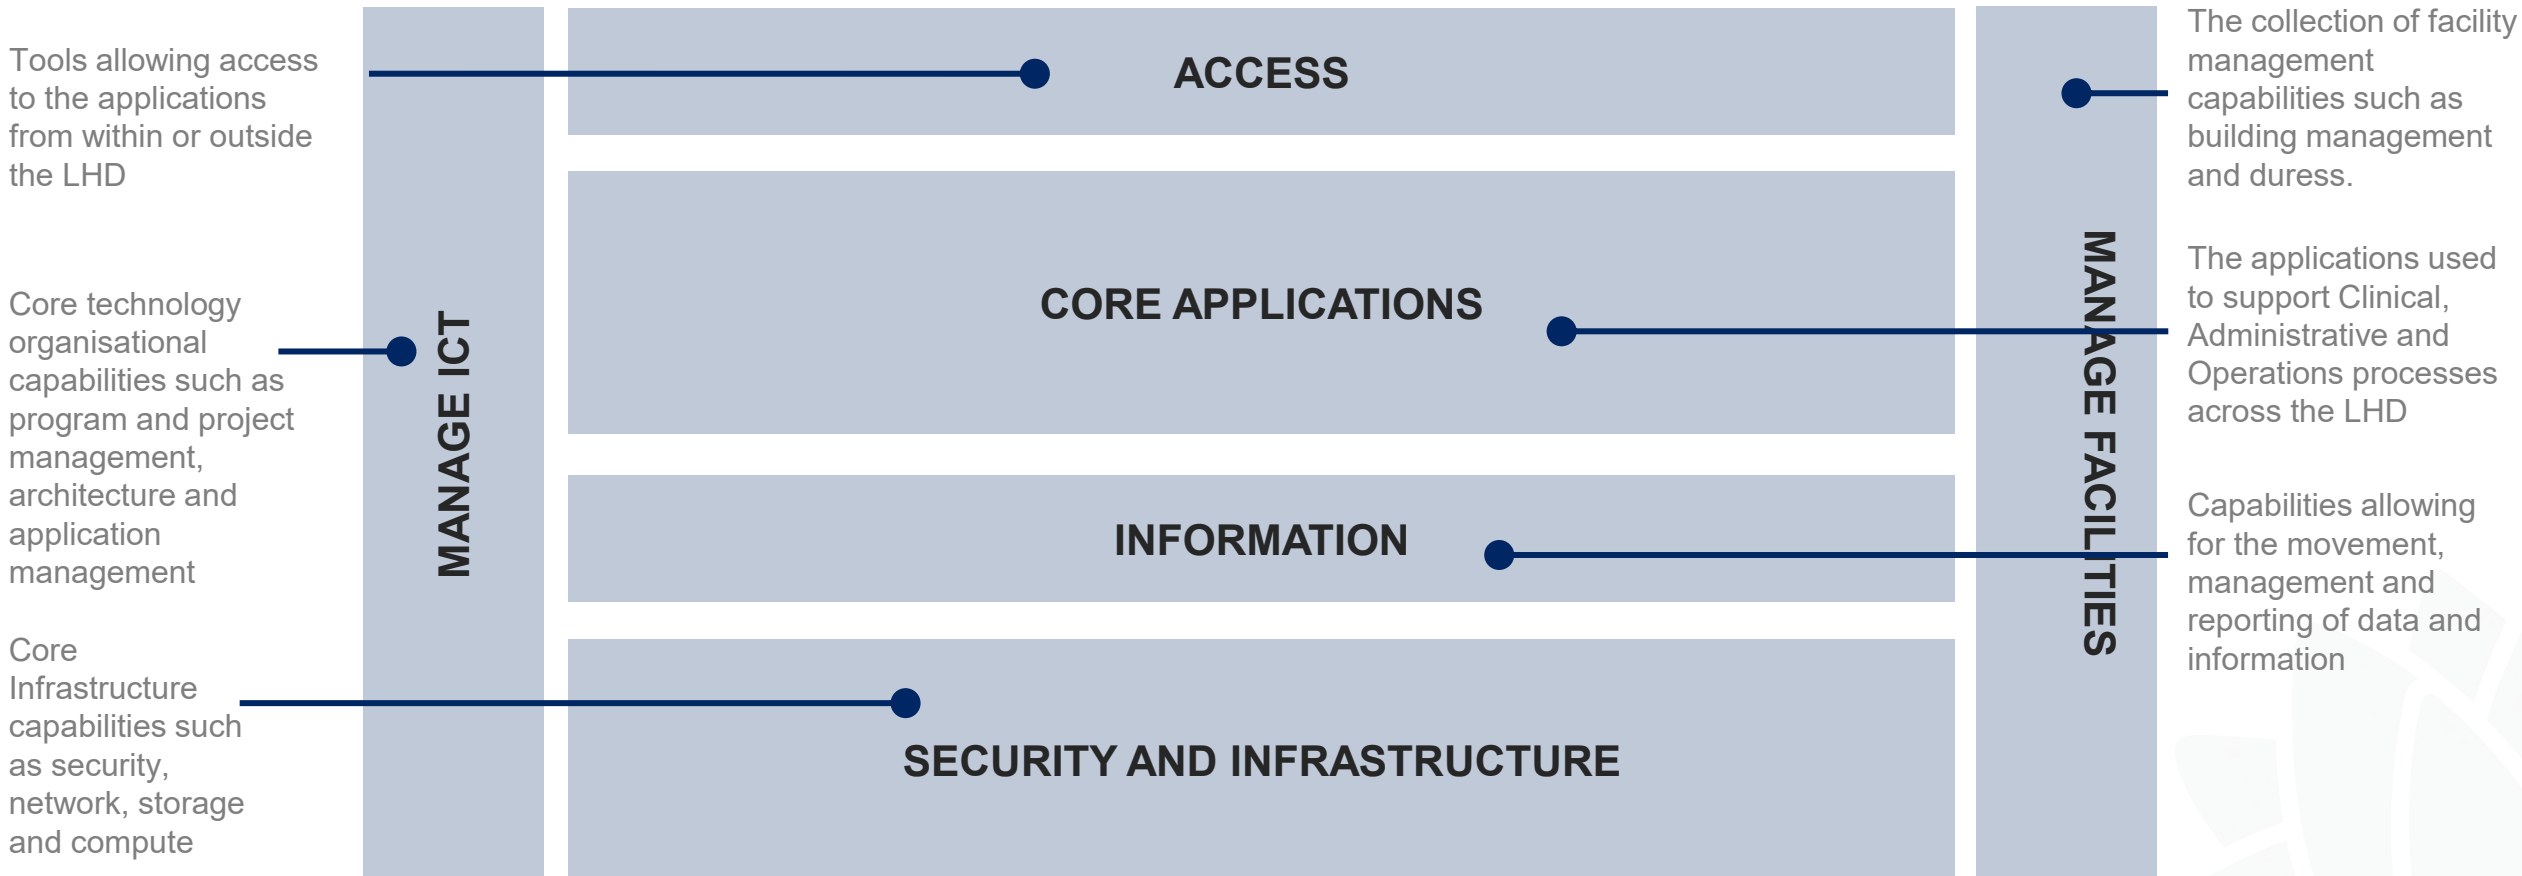 Tools allowing access
to the applications
from within or outside
the LHD
Core technology
organisational
capabilities such as
program and project
management,
architecture and
application
management
Core
Infrastructure
capabilities such
as security,
network, storage
and compute
MANAGE ICT
ACCESS
CORE APPLICATIONS
INFORMATION
SECURITY AND INFRASTRUCTURE
MANAGE FACILITIES
The collection of facility
management
capabilities such as
building management
and duress.
The applications used
to support Clinical,
Administrative and
Operations processes
across the LHD
Capabilities allowing
for the movement,
management and
reporting of data and
information